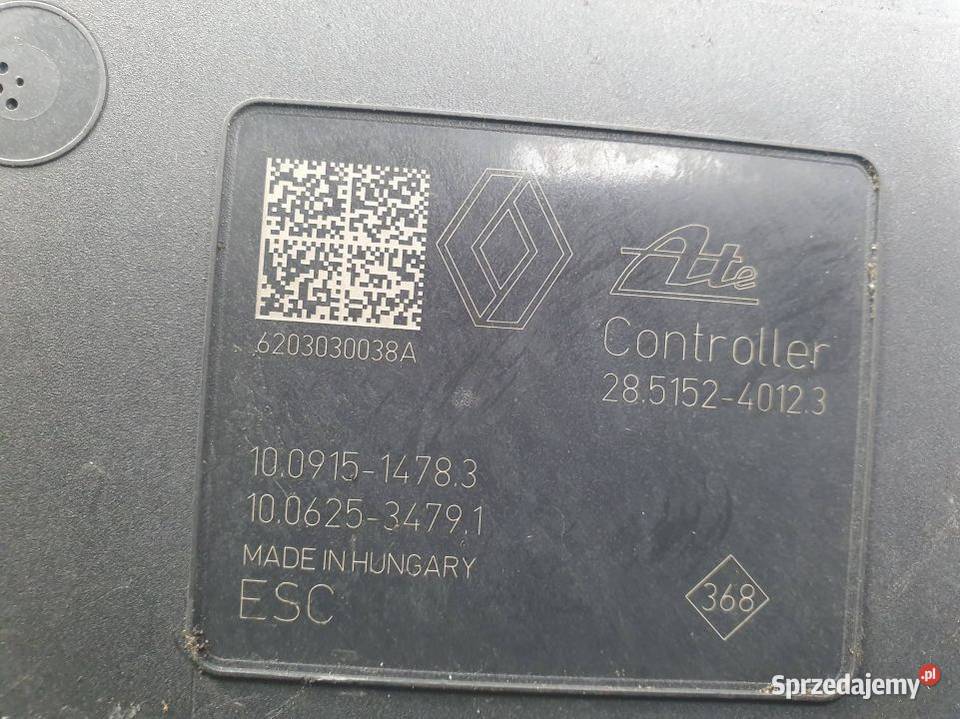 6203030038A
Ate
Controller
28.5152-4012.3
10.0915-1478.3
10.0625-3479.1
MADE IN HUNGARY
ESC
368
Sprzedajemy.pl